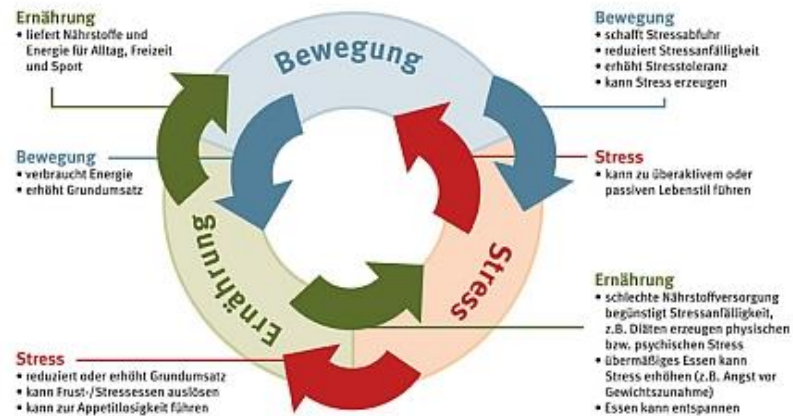 Ernährung
• liefert Nährstoffe und
Energie für Alltag, Freizeit
und Sport
Bewegung
• schafft Stressabfuhr
• reduziert Stressanfälligkeit
• erhöht Stresstoleranz
• kann Stress erzeugen
Bewegung
Bewegung
• verbraucht Energie
• erhöht Grundumsatz
Stress
• kann zu überaktivem oder
passiven Lebenstil führen
Ernährung
Stress
Ernährung
• schlechte Nährstoffversorgung
begünstigt Stressanfälligkeit,
z.B. Diäten erzeugen physischen
bzw. psychischen Stress
• übermäßiges Essen kann
Stress erhöhen (z.B. Angst vor
Gewichtszunahme)
• Essen kann entspannen
Stress
• reduziert oder erhöht Grundumsatz
• kann Frust-/Stressessen auslösen
• kann zur Appetitlosigkeit führen